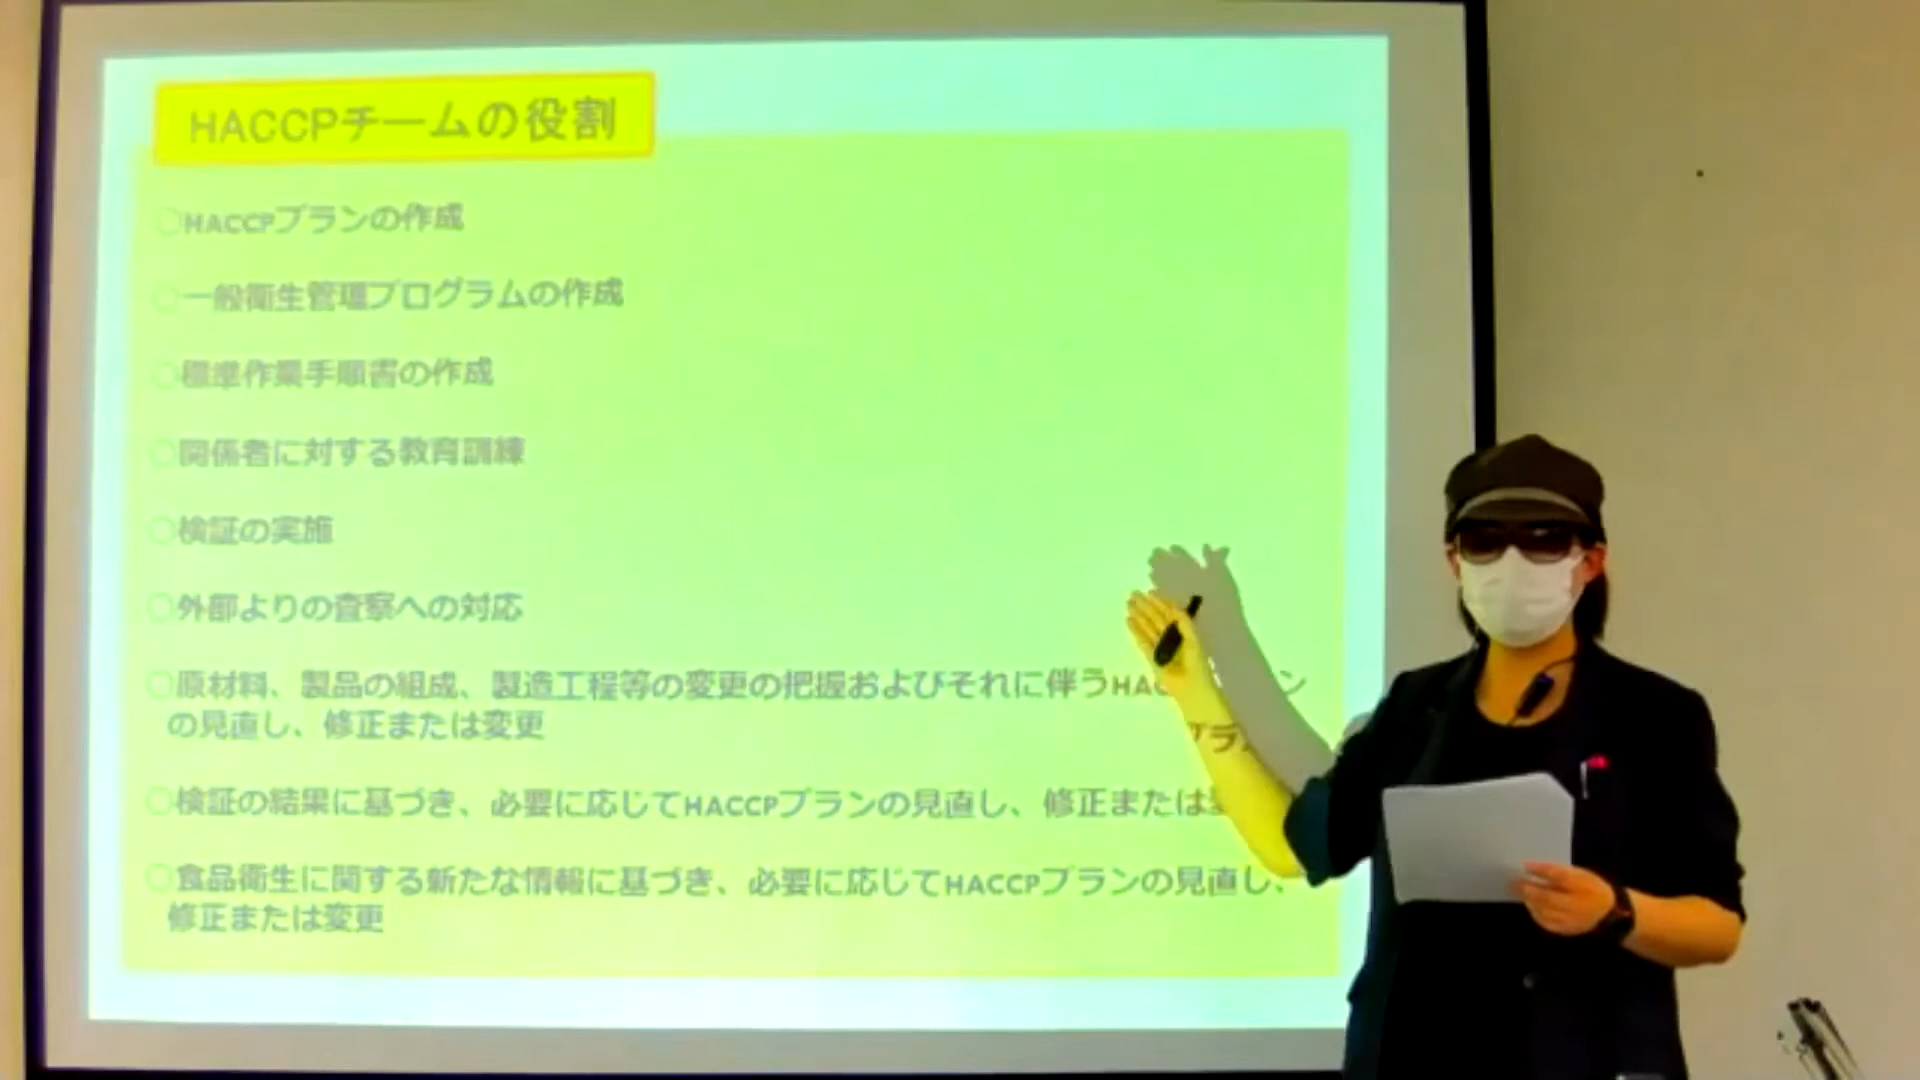 HACCPチームの役割
○HACCPプランの作成
○一般衛生管理プログラムの作成
○標準作業手順書の作成
○関係者に対する教育訓練
○検証の実施
○外部よりの査察への対応
○原材料、製品の組成、製造工程等の変更の把握およびそれに伴うHAC ラン
の見直し、修正または変更
○検証の結果に基づき、必要に応じてHACCPプランの見直し、修正または変
○食品衛生に関する新たな情報に基づき、必要に応じてHACCPプランの見直し、
修正または変更